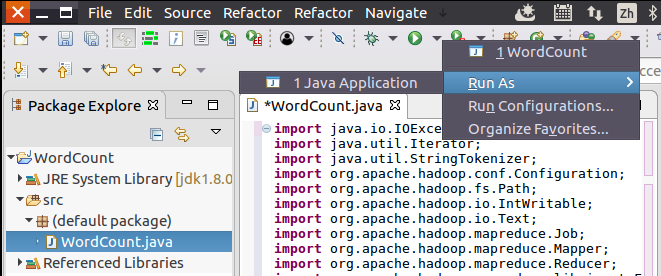 File Edit Source Refactor Refactor Navigate Zh
1 WordCount
1 Java Application
Run As
Run Configurations...
Organize Favorites...
Package Explore
*WordCount.java
WordCount
JRE System Library [jdk1.8.0
src
(default package)
WordCount.java
Referenced Libraries
import java.io.IOExce
import java.util.Iterator;
import java.util.StringTokenizer;
import org.apache.hadoop.conf.Configuration;
import org.apache.hadoop.fs.Path;
import org.apache.hadoop.io.IntWritable;
import org.apache.hadoop.io.Text;
import org.apache.hadoop.mapreduce.Job;
import org.apache.hadoop.mapreduce.Mapper;
import org.apache.hadoop.mapreduce.Reducer;